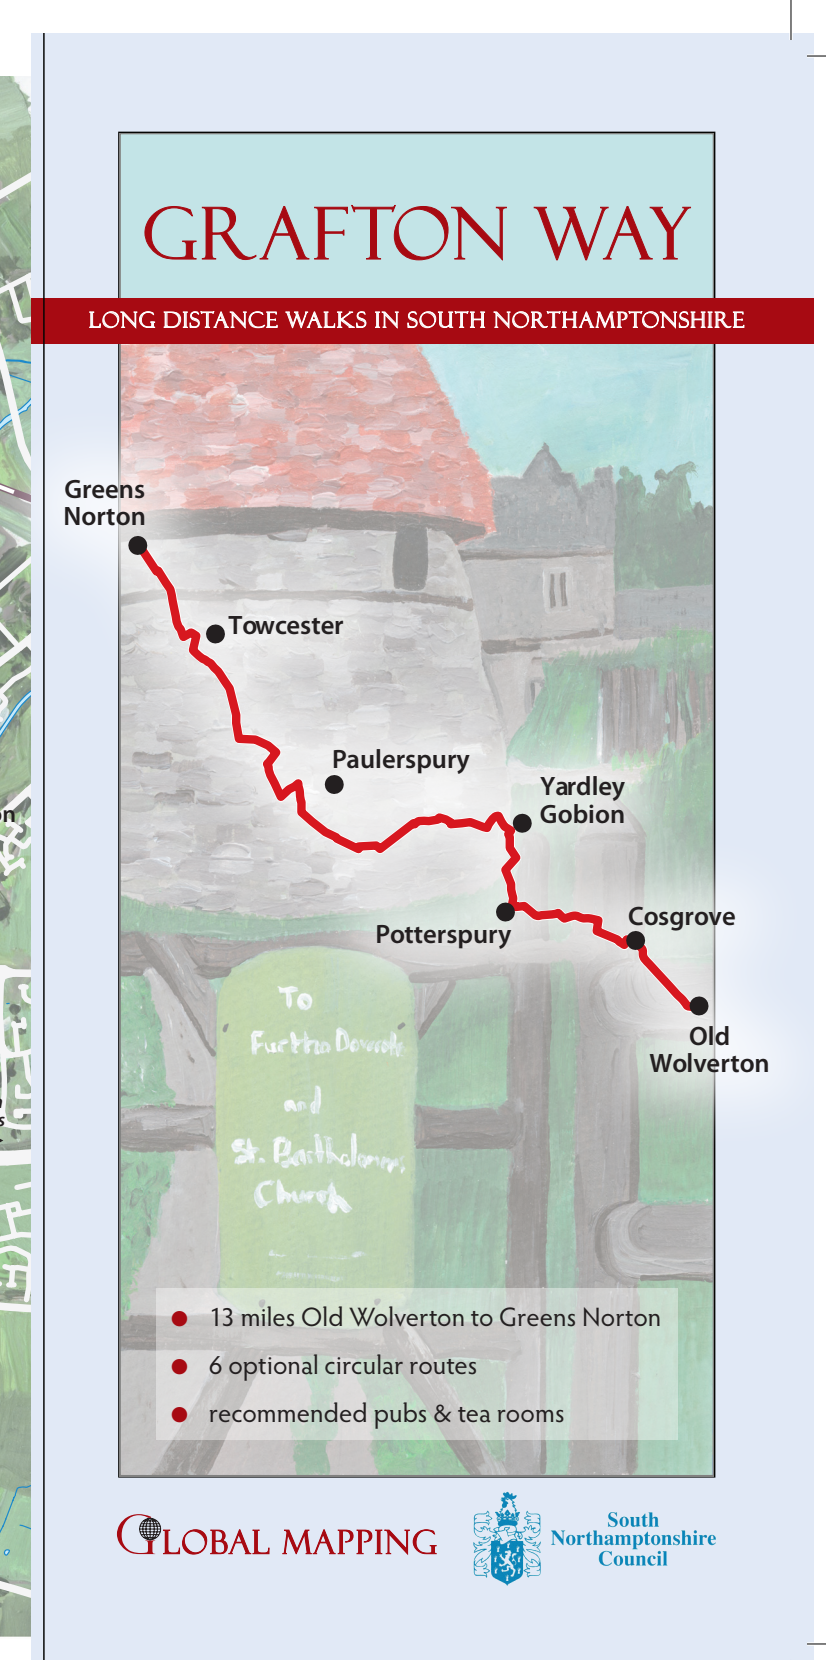 GRAFTON WAY
LONG DISTANCE WALKS IN SOUTH NORTHAMPTONSHIRE
Greens
Norton
Towcester
Paulerspury
Yardley
Gobion
Potterspury
Cosgrove
Old
Wolverton
To
and
St. Bartholomew
Church
13 miles Old Wolverton to Greens Norton
6 optional circular routes
recommended pubs & tea rooms
GLOBAL MAPPING
South
Northamptonshire
Council